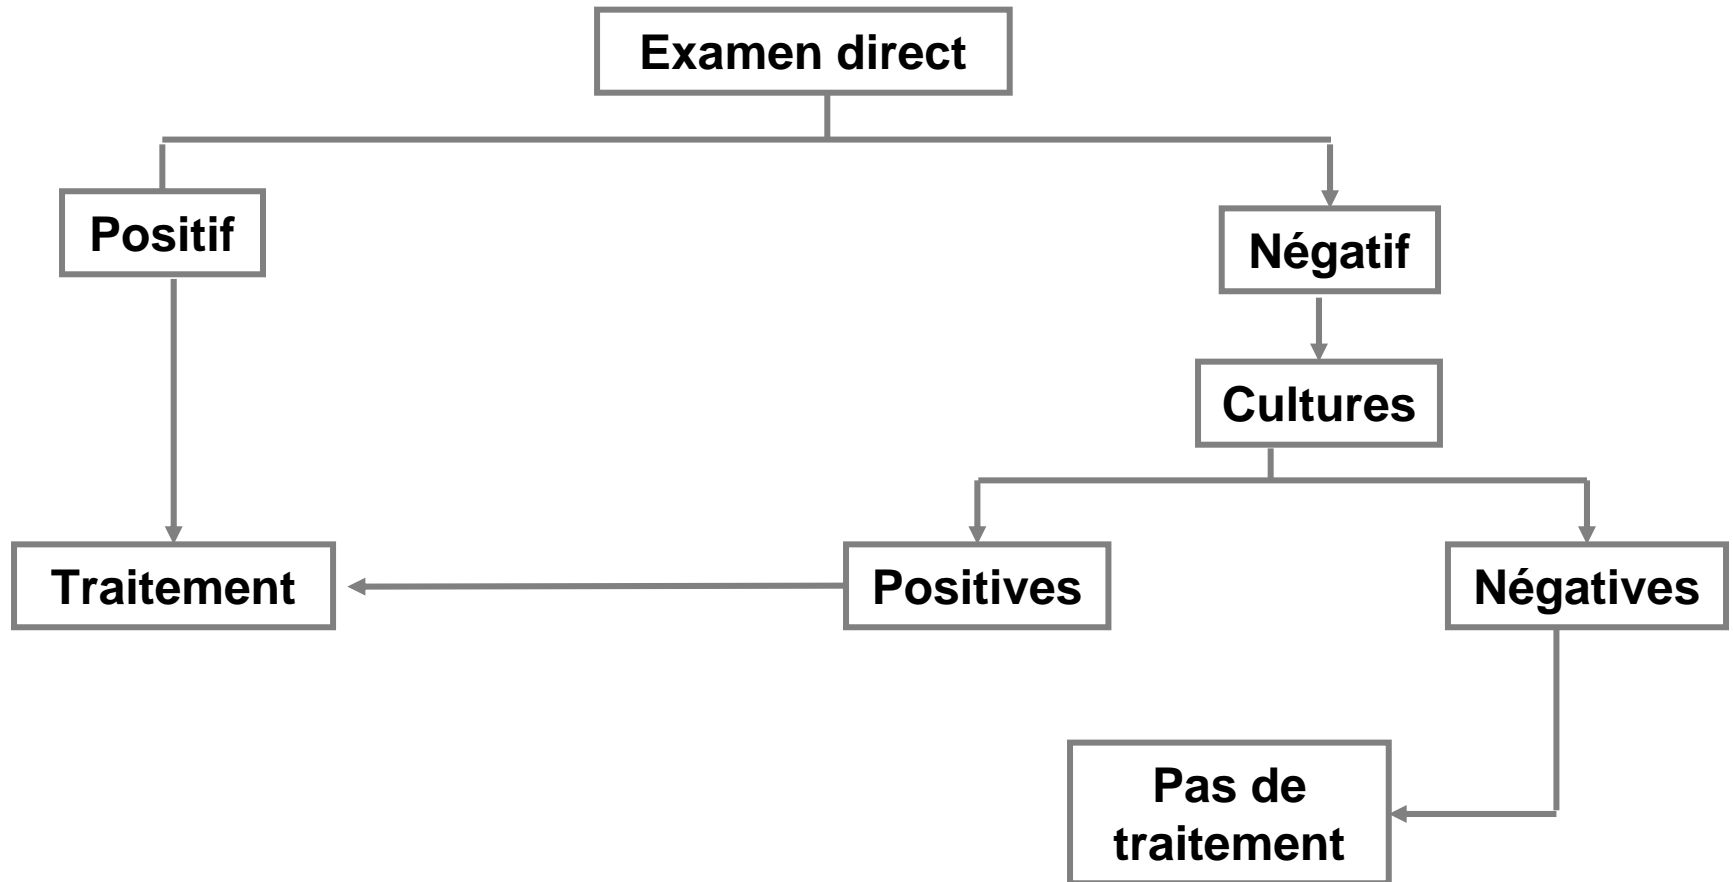 Examen direct
Positif
Négatif
Cultures
Traitement
Positives
Négatives
Pas de
traitement